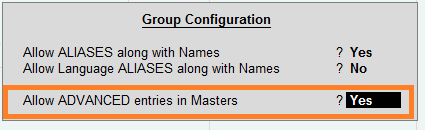 Group Configuration
Allow ALIASES along with Names ? Yes
Allow Language ALIASES along with Names ? No
Allow ADVANCED entries in Masters ? Yes